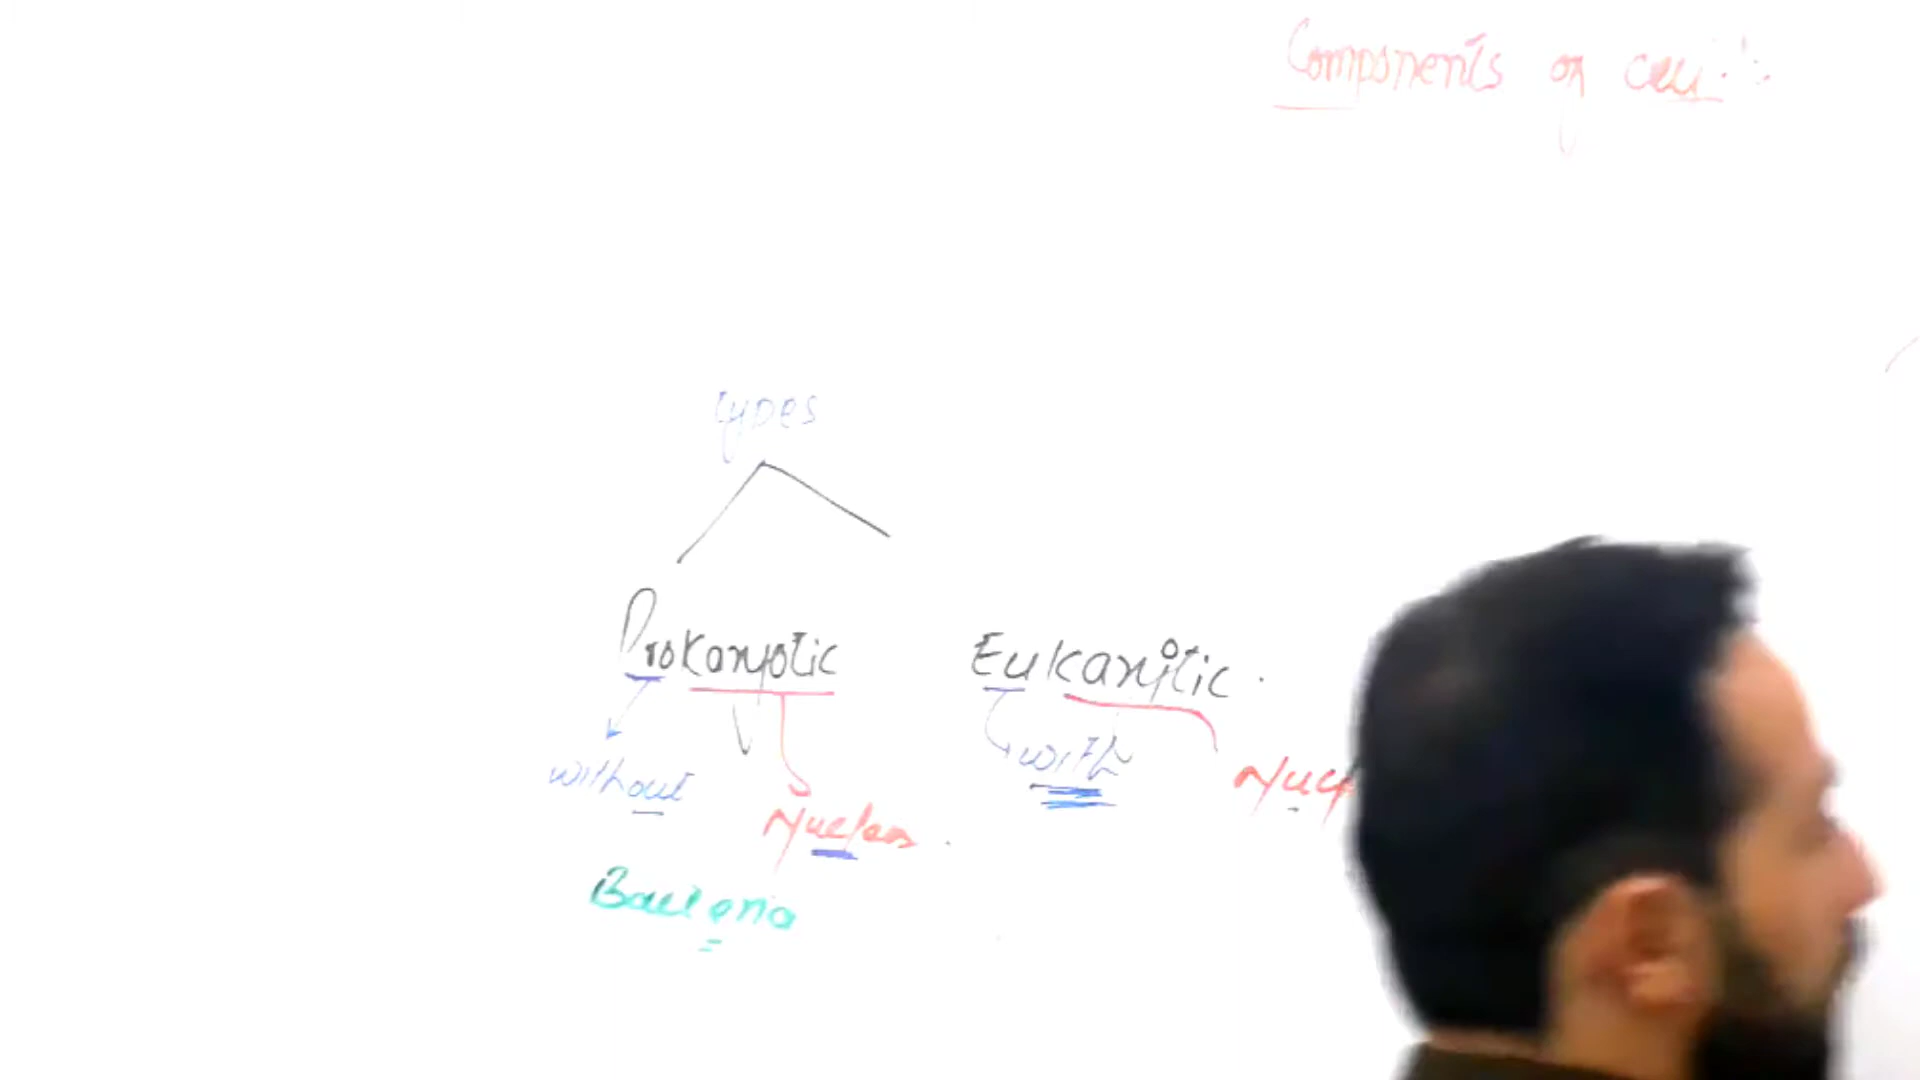 Components of cell:
types
Prokaryotic Eukaryotic.
without with
Nucleus.
Bacteria